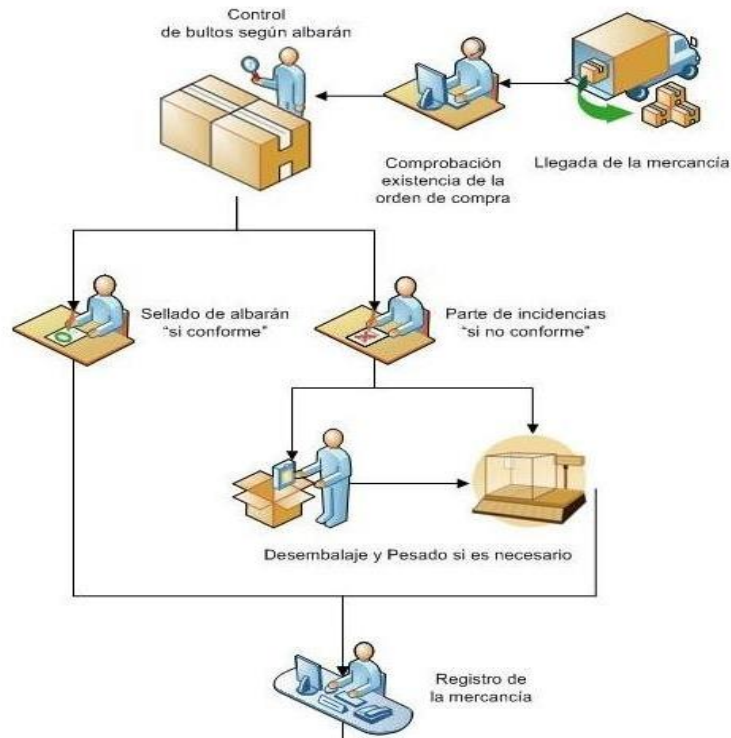 Control
de bultos según albarán
Comprobación
existencia de la
orden de compra
Llegada de la mercancía
Sellado de albarán
“si conforme”
Parte de incidencias
“si no conforme”
Desembalaje y Pesado si es necesario
Registro de
la mercancía